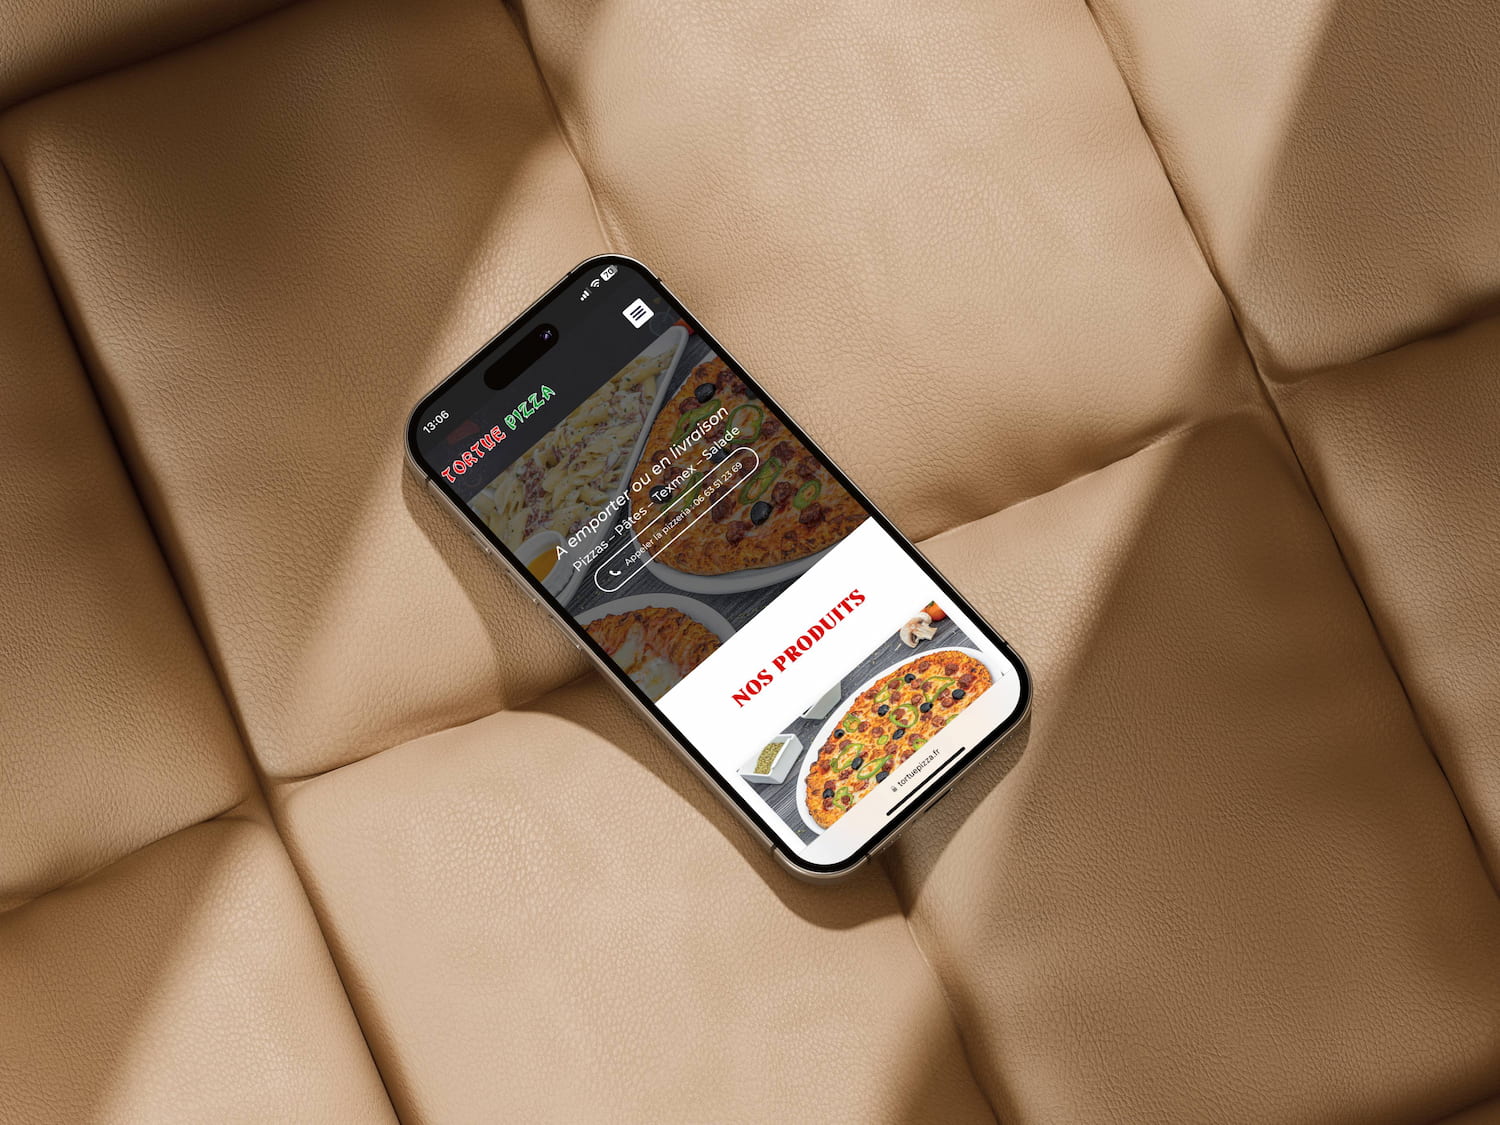 13:06
70
TORTUE PIZZA
A emporter ou en livraison
Pizzas – Pâtes – Texmex – Salade
Appeler la pizzeria : 06 63 51 23 69
NOS PRODUITS
tortuepizza.fr